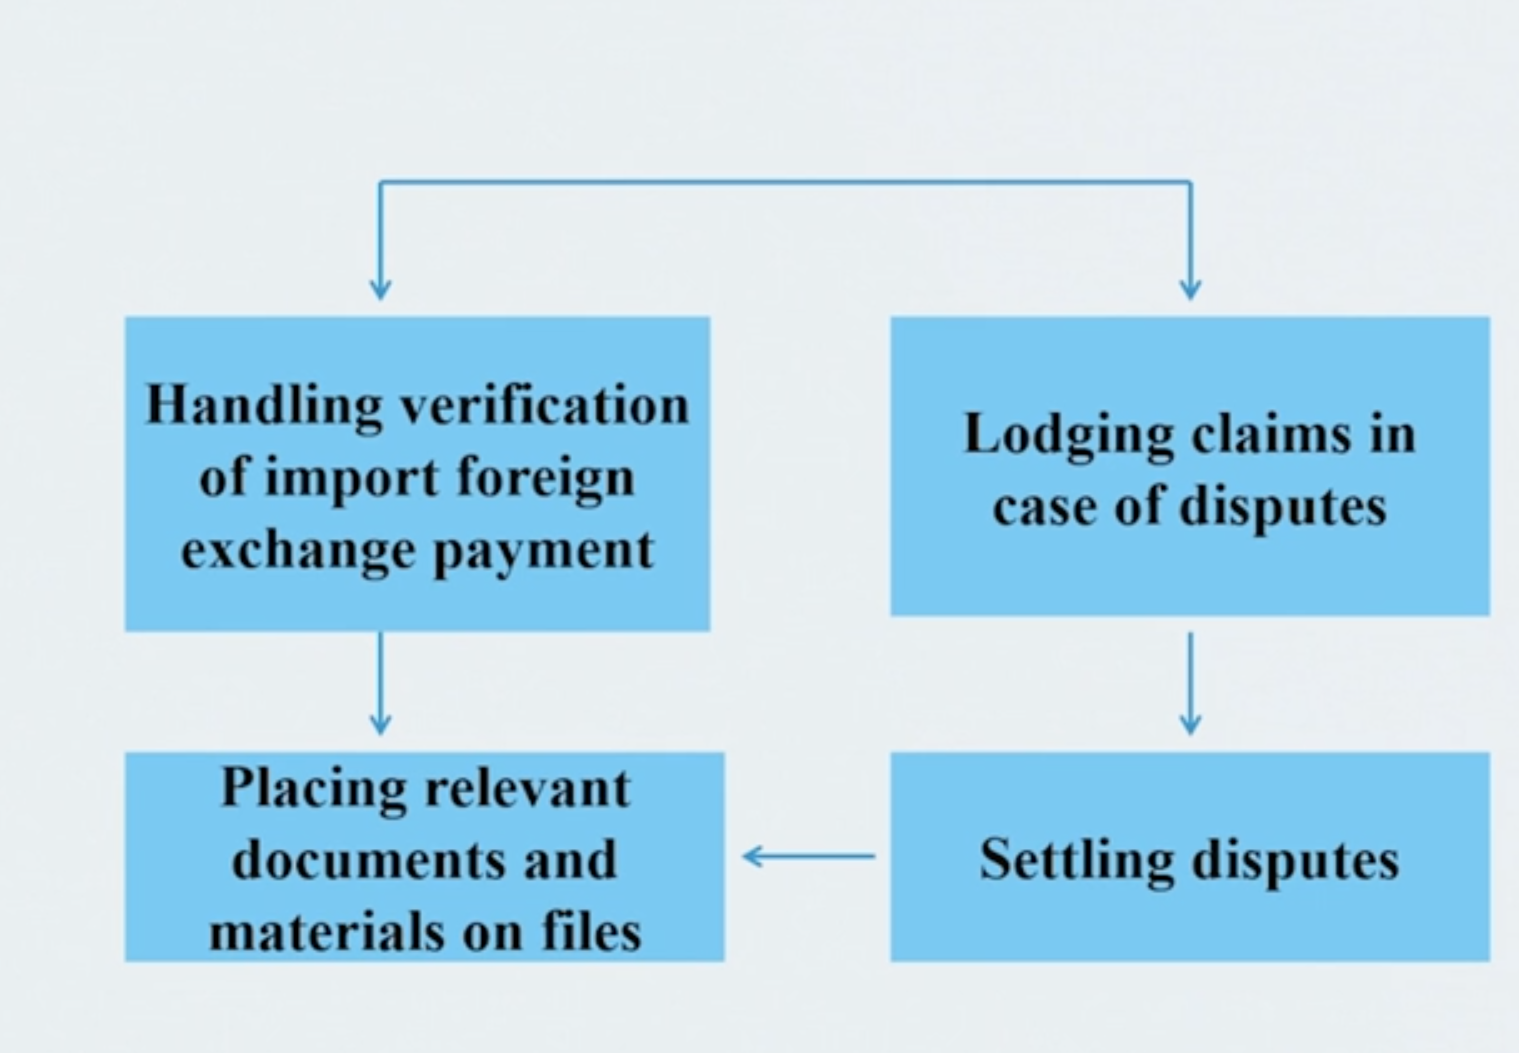 Handling verification
of import foreign
exchange payment
Lodging claims in
case of disputes
Placing relevant
documents and
materials on files
Settling disputes